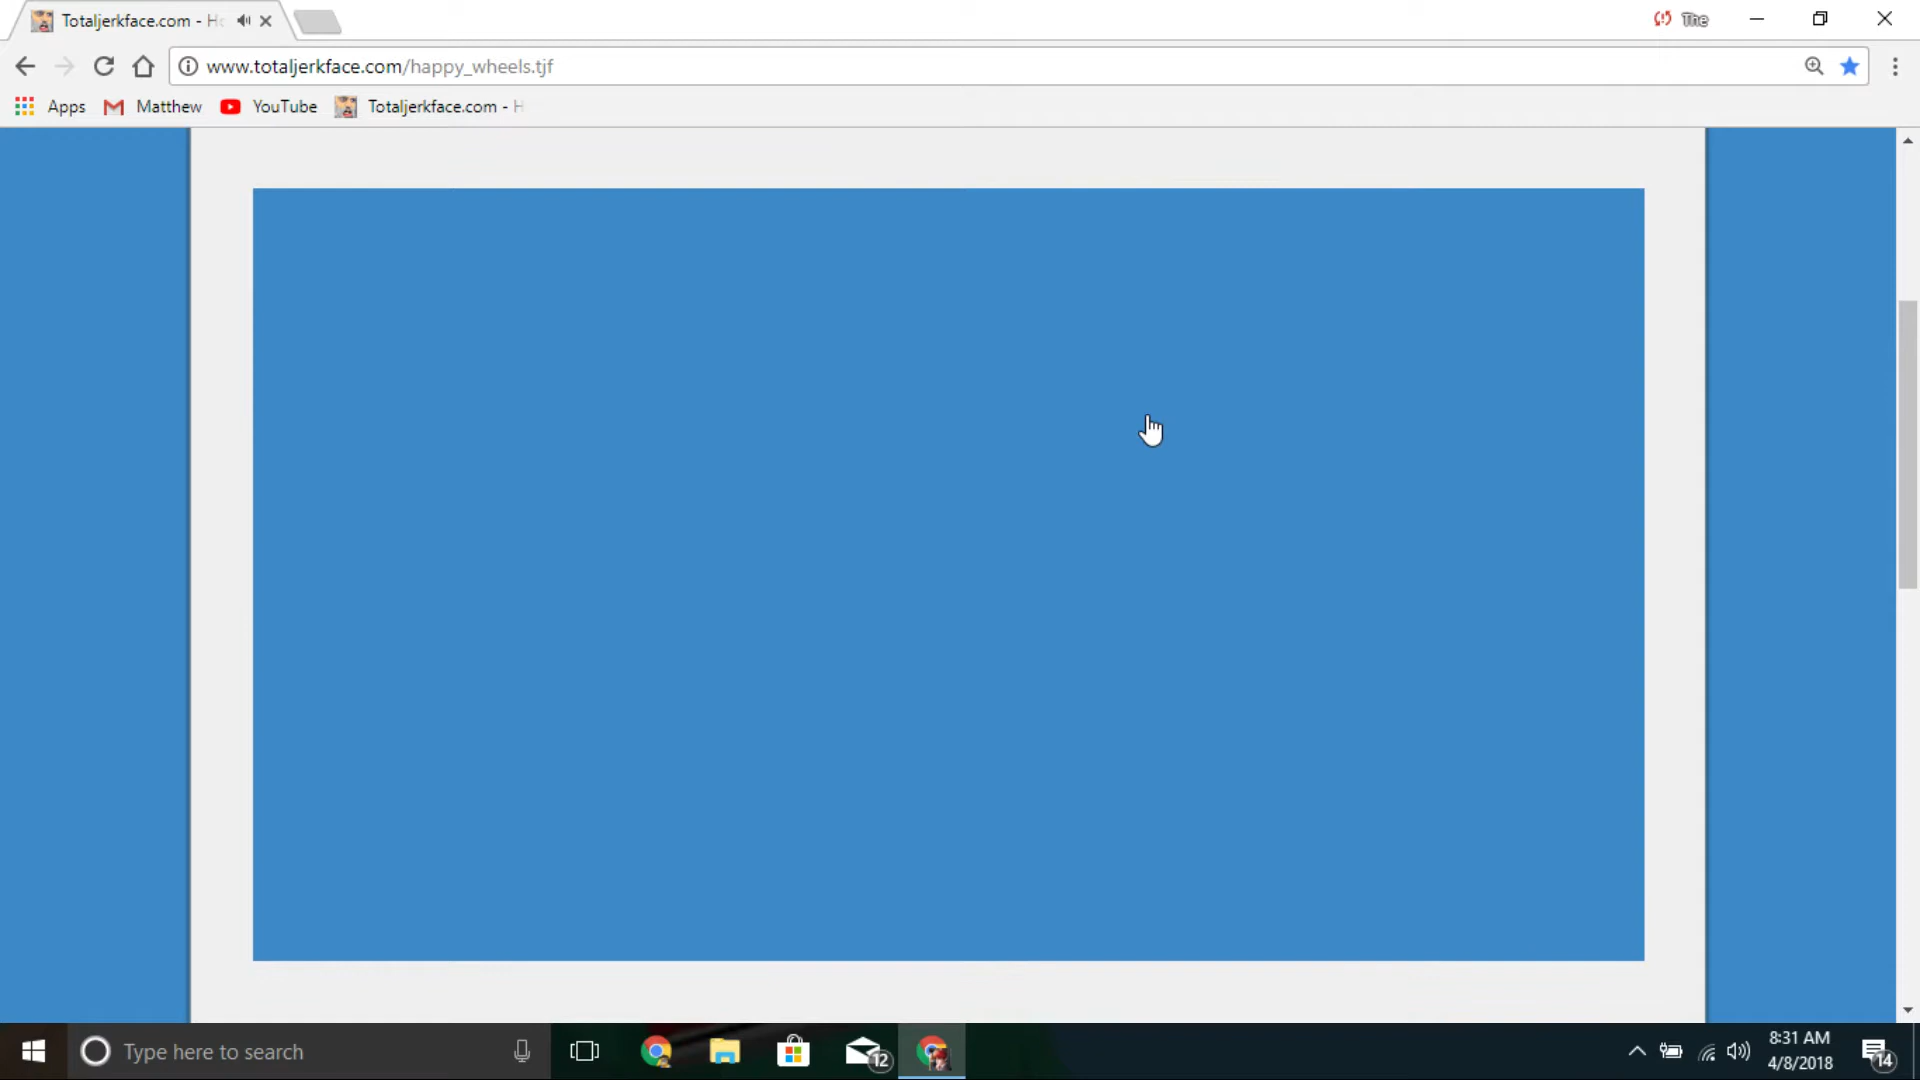 Totaljerkface.com - Ho
The
www.totaljerkface.com/happy_wheels.tjf
Apps
Matthew
YouTube
Totaljerkface.com - H
Type here to search
12
8:31 AM
4/8/2018
14